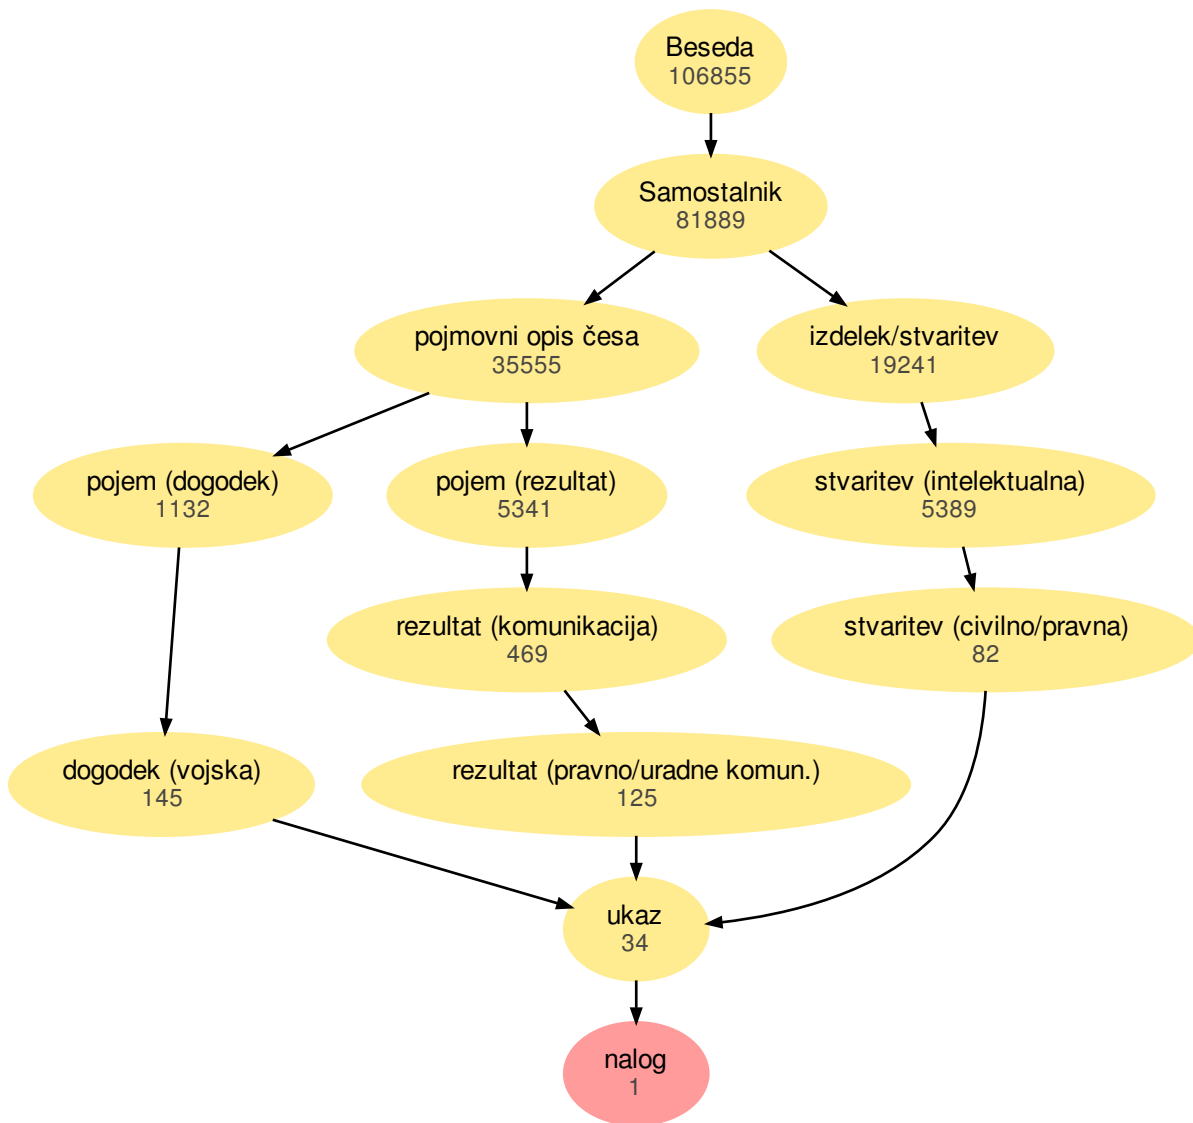 Beseda
106855
Samostalnik
81889
pojmovni opis česa
35555
izdelek/stvaritev
19241
pojem (dogodek)
1132
pojem (rezultat)
5341
stvaritev (intelektualna)
5389
rezultat (komunikacija)
469
stvaritev (civilno/pravna)
82
dogodek (vojska)
145
rezultat (pravno/uradne komun.)
125
ukaz
34
nalog
1